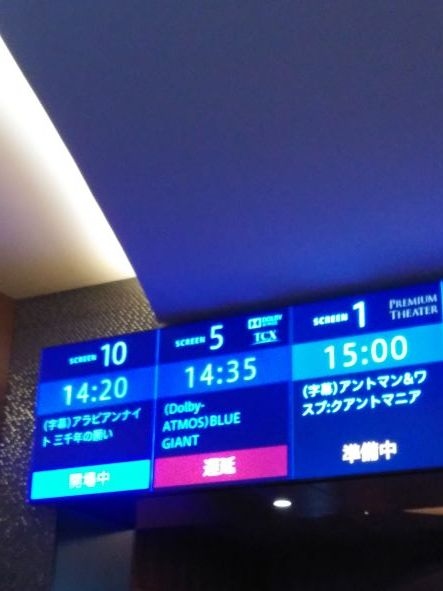 SCREEN 10
14:20
(字幕)アラビアンナイ
ト 三千年の願い
開場中
SCREEN 5
DOLBY
TCX
14:35
(Dolby-
ATMOS)BLUE
GIANT
遅延
SCREEN 1
PREMIUM
THEATER
15:00
(字幕)アントマン&ワ
スプ:クアントマニア
準備中